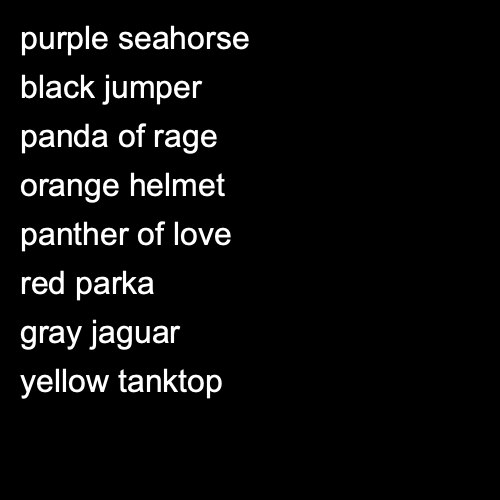 purple seahorse
black jumper
panda of rage
orange helmet
panther of love
red parka
gray jaguar
yellow tanktop